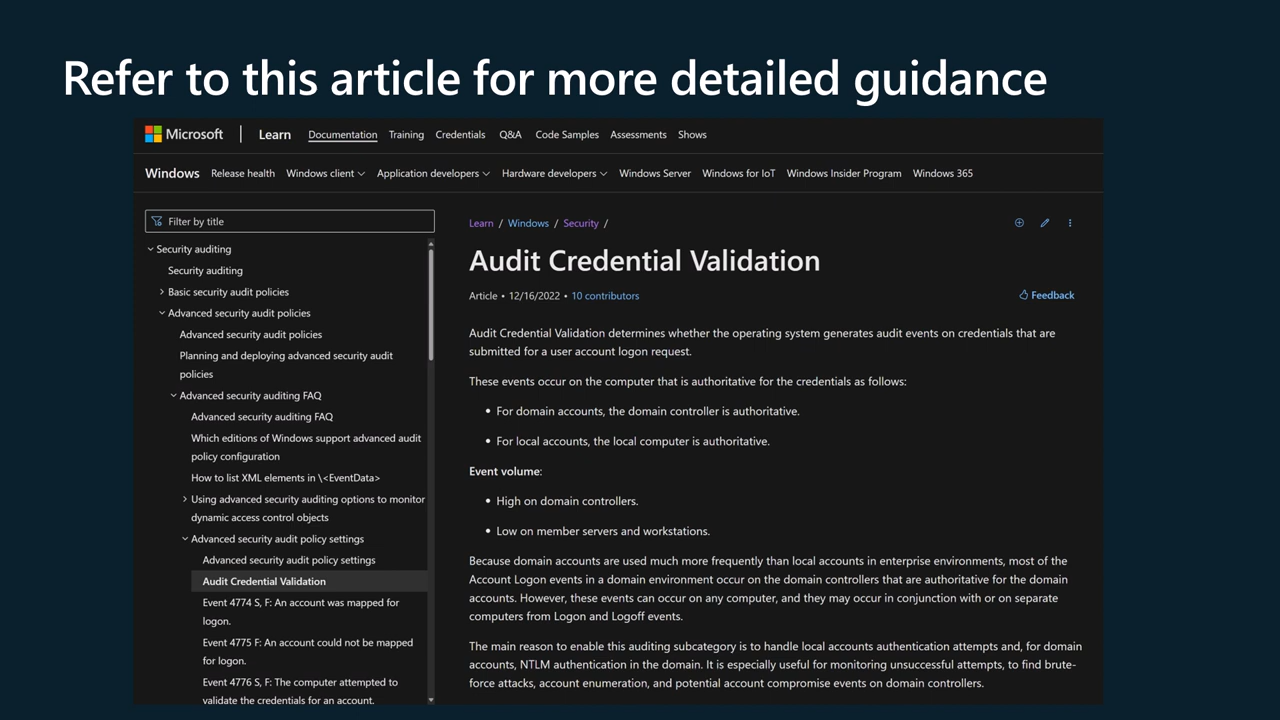 Refer to this article for more detailed guidance
Microsoft Learn Documentation Training Credentials Q&A Code Samples Assessments Shows
Windows Release health Windows client Application developers Hardware developers Windows Server Windows for IoT Windows Insider Program Windows 365
Filter by title
Security auditing
Security auditing
Basic security audit policies
Advanced security audit policies
Advanced security audit policies
Planning and deploying advanced security audit
policies
Advanced security auditing FAQ
Advanced security auditing FAQ
Which editions of Windows support advanced audit
policy configuration
How to list XML elements in \<EventData>
Using advanced security auditing options to monitor
dynamic access control objects
Advanced security audit policy settings
Advanced security audit policy settings
Audit Credential Validation
Event 4774 S, F: An account was mapped for
logon.
Event 4775 F: An account could not be mapped
for logon.
Event 4776 S, F: The computer attempted to
validate the credentials for an account.
Learn / Windows / Security /
Audit Credential Validation
Article • 12/16/2022 • 10 contributors
Feedback
Audit Credential Validation determines whether the operating system generates audit events on credentials that are
submitted for a user account logon request.
These events occur on the computer that is authoritative for the credentials as follows:
• For domain accounts, the domain controller is authoritative.
• For local accounts, the local computer is authoritative.
Event volume:
• High on domain controllers.
• Low on member servers and workstations.
Because domain accounts are used much more frequently than local accounts in enterprise environments, most of the
Account Logon events in a domain environment occur on the domain controllers that are authoritative for the domain
accounts. However, these events can occur on any computer, and they may occur in conjunction with or on separate
computers from Logon and Logoff events.
The main reason to enable this auditing subcategory is to handle local accounts authentication attempts and, for domain
accounts, NTLM authentication in the domain. It is especially useful for monitoring unsuccessful attempts, to find brute-
force attacks, account enumeration, and potential account compromise events on domain controllers.